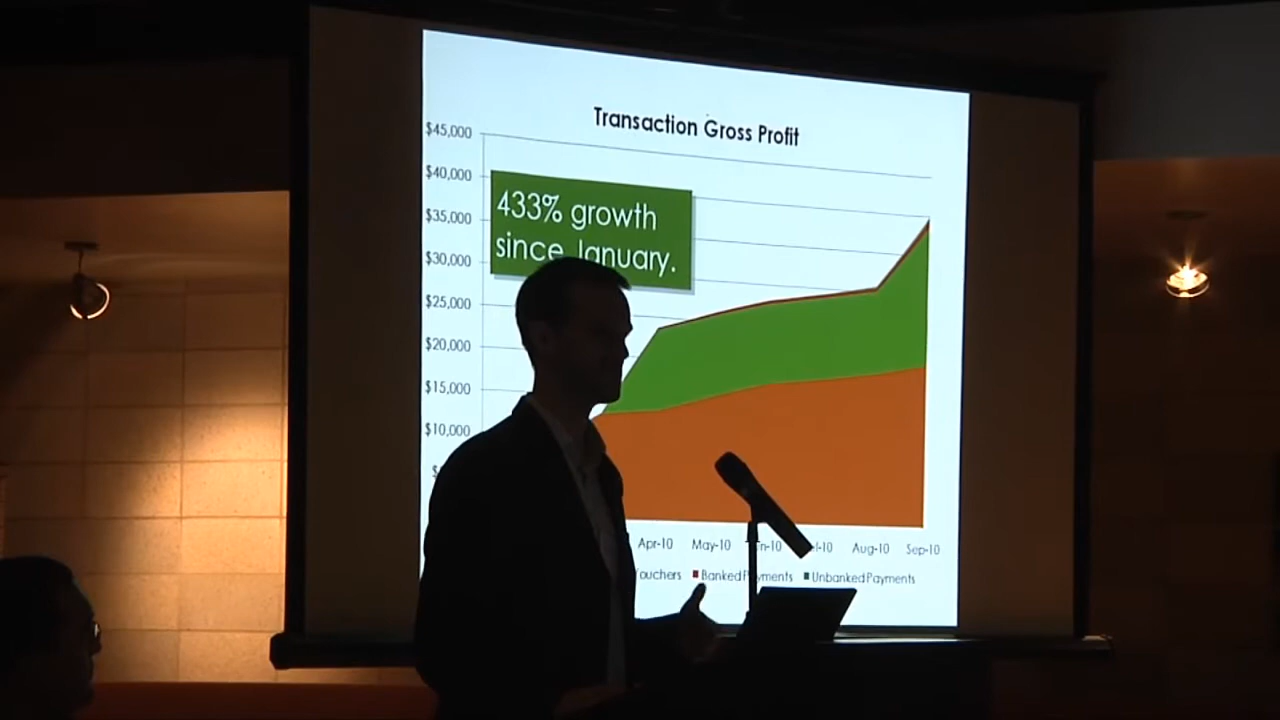 Transaction Gross Profit
$45,000
$40,000
$35,000
$30,000
$25,000
$20,000
$15,000
$10,000
433% growth
since January.
Apr-10 May-10 Aug-10 Sep-10
Banked Payments Unbanked Payments